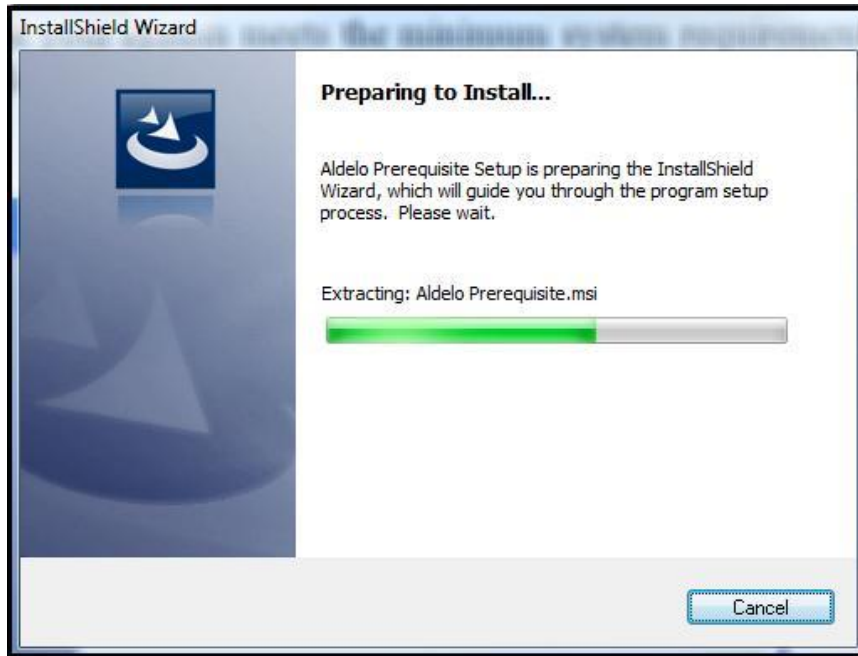 InstallShield Wizard
Preparing to Install...
Aldelo Prerequisite Setup is preparing the InstallShield
Wizard, which will guide you through the program setup
process.  Please wait.
Extracting: Aldelo Prerequisite.msi
Cancel